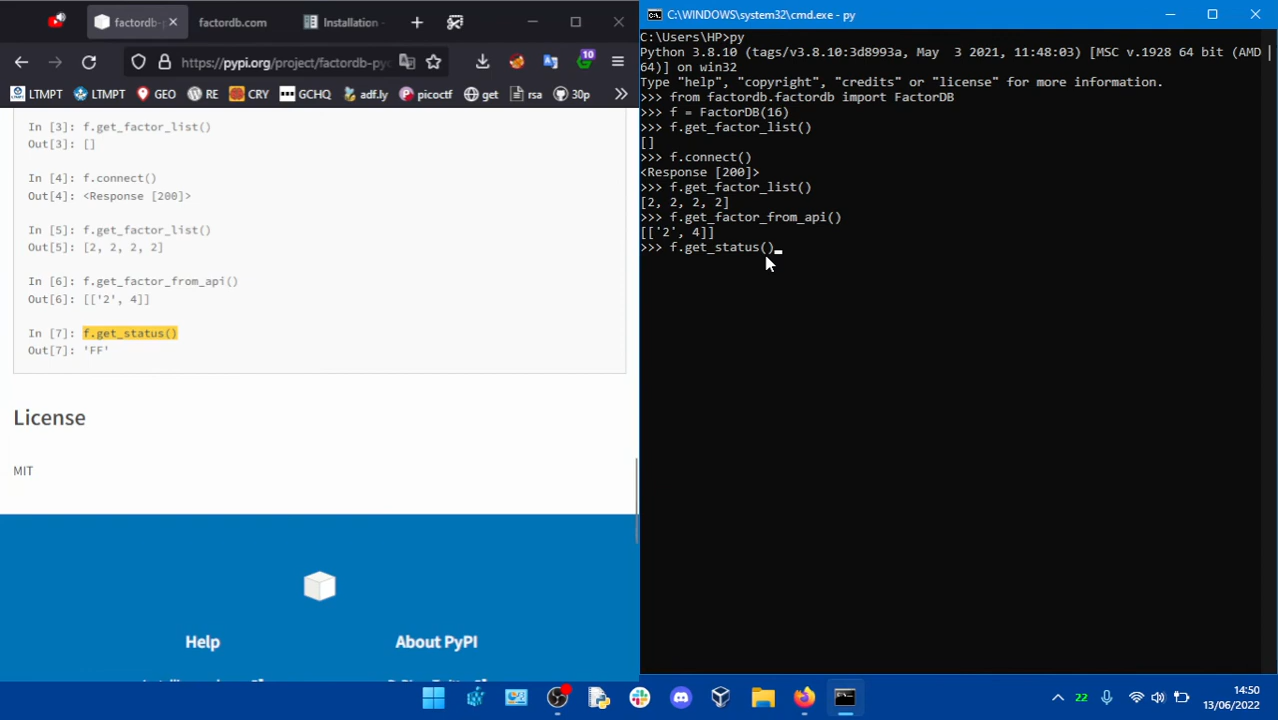 factordb-
factordb.com
Installation
https://pypi.org/project/factordb-py
10
LTMPT
LTMPT
GEO
RE
CRY
GCHQ
adf.ly
picoctf
get
rsa
30p
In [3]: f.get_factor_list()
Out[3]: []
In [4]: f.connect()
Out[4]: <Response [200]>
In [5]: f.get_factor_list()
Out[5]: [2, 2, 2, 2]
In [6]: f.get_factor_from_api()
Out[6]: [['2', 4]]
In [7]: f.get_status()
Out[7]: 'FF'
License
MIT
Help
About PyPI
C:\WINDOWS\system32\cmd.exe - py
C:\Users\HP>py
Python 3.8.10 (tags/v3.8.10:3d8993a, May  3 2021, 11:48:03) [MSC v.1928 64 bit (AMD
64)] on win32
Type "help", "copyright", "credits" or "license" for more information.
>>> from factordb.factordb import FactorDB
>>> f = FactorDB(16)
>>> f.get_factor_list()
[]
>>> f.connect()
<Response [200]>
>>> f.get_factor_list()
[2, 2, 2, 2]
>>> f.get_factor_from_api()
[['2', 4]]
>>> f.get_status()
22
14:50
13/06/2022